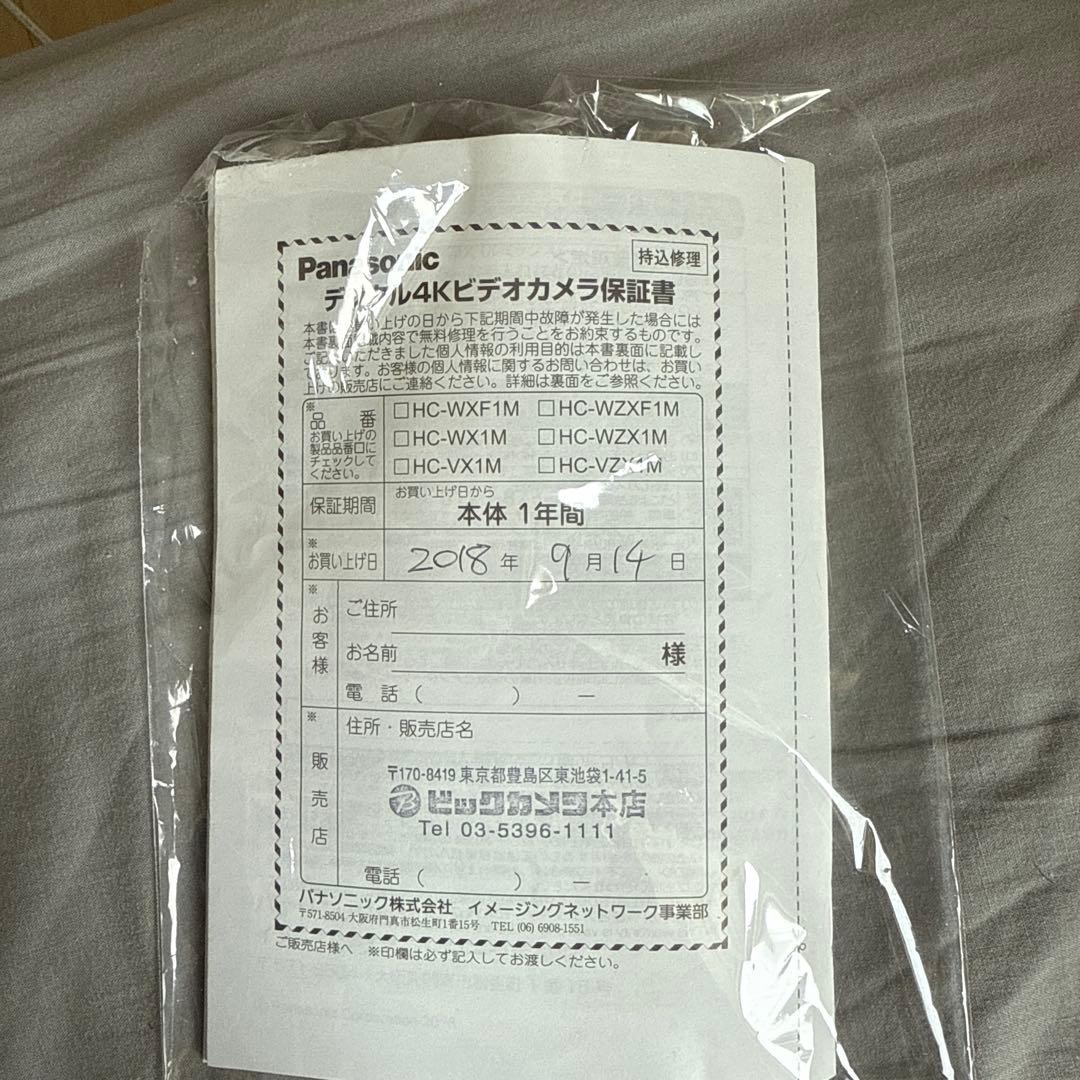 Panasonic
持込修理
デジタル4Kビデオカメラ保証書
本書は、お買い上げの日から下記期間中故障が発生した場合には
本書裏面記載内容で無料修理を行うことをお約束するものです。
ご記入いただきました個人情報の利用目的は本書裏面に記載し
ております。お客様の個人情報に関するお問い合わせは、お買い
上げの販売店にご連絡ください。詳細は裏面をご参照ください。
※
品 番
お買い上げの
製品品番□に
チェックして
ください。
□HC-WXF1M □HC-WZXF1M
□HC-WX1M □HC-WZX1M
□HC-VX1M □HC-VZX1M
保証期間
お買い上げ日から
本体 1年間
※
お買い上げ日
2018年 9月14日
※
お客様
ご住所
お名前 様
電 話 ( ) ―
※
販売店
住所・販売店名
〒170-8419 東京都豊島区東池袋1-41-5
ビックカメラ本店
Tel 03-5396-1111
電話 ( ) ―
パナソニック株式会社 イメージングネットワーク事業部
〒571-8504 大阪府門真市松生町1番15号 TEL (06) 6908-1551
ご販売店様へ ※印欄は必ず記入してお渡しください。